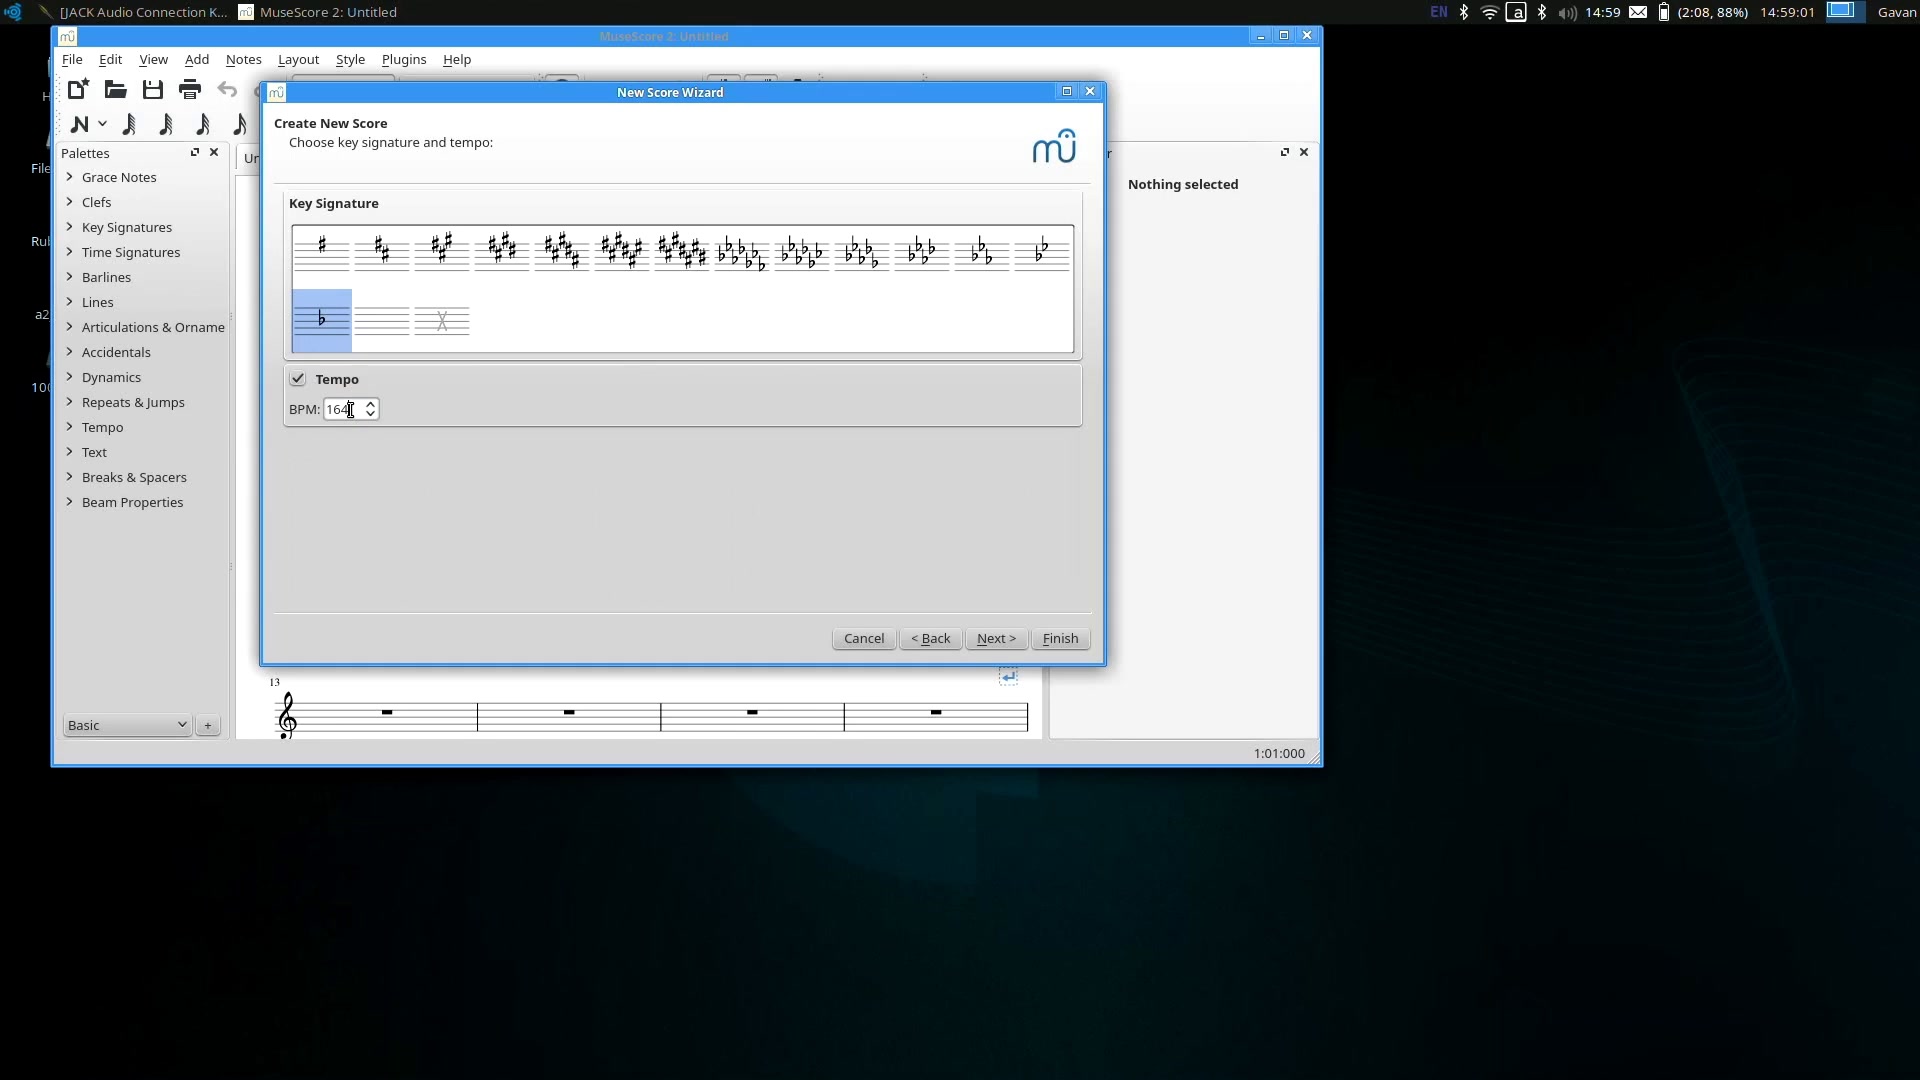 [JACK Audio Connection K... MuseScore 2: Untitled EN a 14:59 (2:08, 88%) 14:59:01 Gavan
MuseScore 2: Untitled
File Edit View Add Notes Layout Style Plugins Help
New Score Wizard
Create New Score
Choose key signature and tempo:
Palettes
Grace Notes
Clefs
Key Signatures
Time Signatures
Barlines
Lines
Articulations & Orname
Accidentals
Dynamics
Repeats & Jumps
Tempo
Text
Breaks & Spacers
Beam Properties
Basic +
Nothing selected
Key Signature
Tempo
BPM: 164
Cancel < Back Next > Finish
13
1:01:000